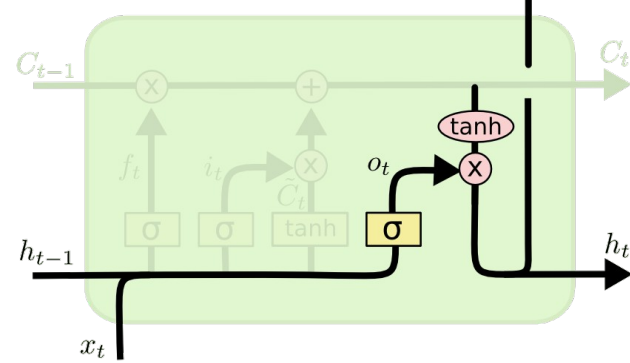 C_{t-1} C_t
x +
tanh
f_t i_t x o_t x
C̃_t
σ σ tanh σ
h_{t-1} h_t
x_t